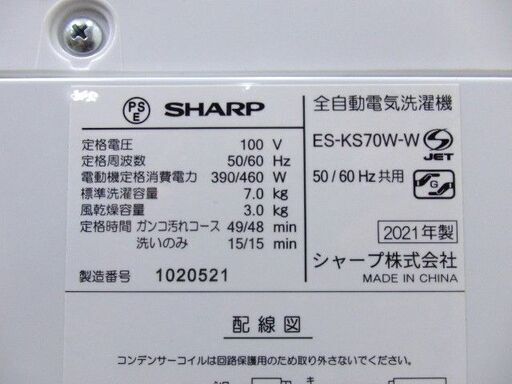 PS E SHARP
定格電圧 100 V
定格周波数 50/60 Hz
電動機定格消費電力 390/460 W
標準洗濯容量 7.0 kg
風乾燥容量 3.0 kg
定格時間 ガンコ汚れコース 49/48 min
洗いのみ 15/15 min
製造番号 1020521
全自動電気洗濯機
ES-KS70W-W S JET
50/60Hz共用 G
2021年製
シャープ株式会社
MADE IN CHINA
配線図
コンデンサーコイルは回路保護用のため取り外さないでください。